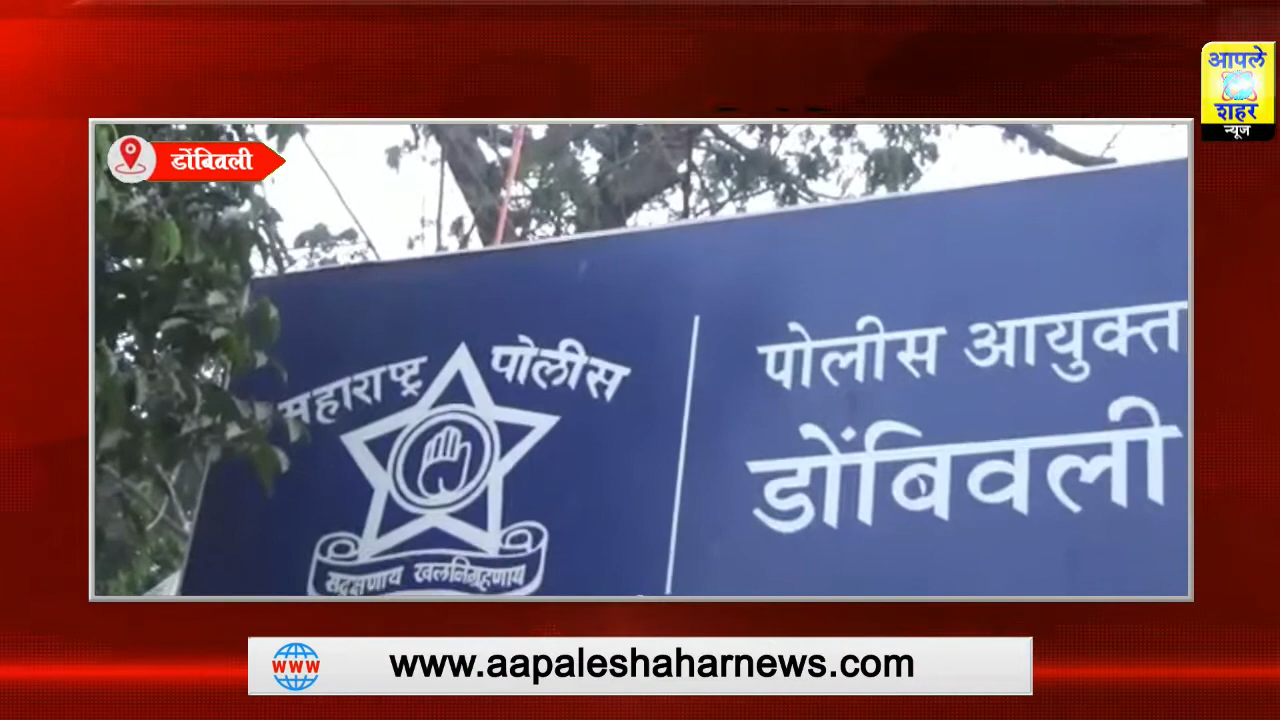 आपले
शहर
न्यूज
डोंबिवली
महाराष्ट्र पोलीस
पोलीस आयुक्त
डोंबिवली
सद्रक्षणाय खलनिग्रहणाय
www
www.aapaleshaharnews.com